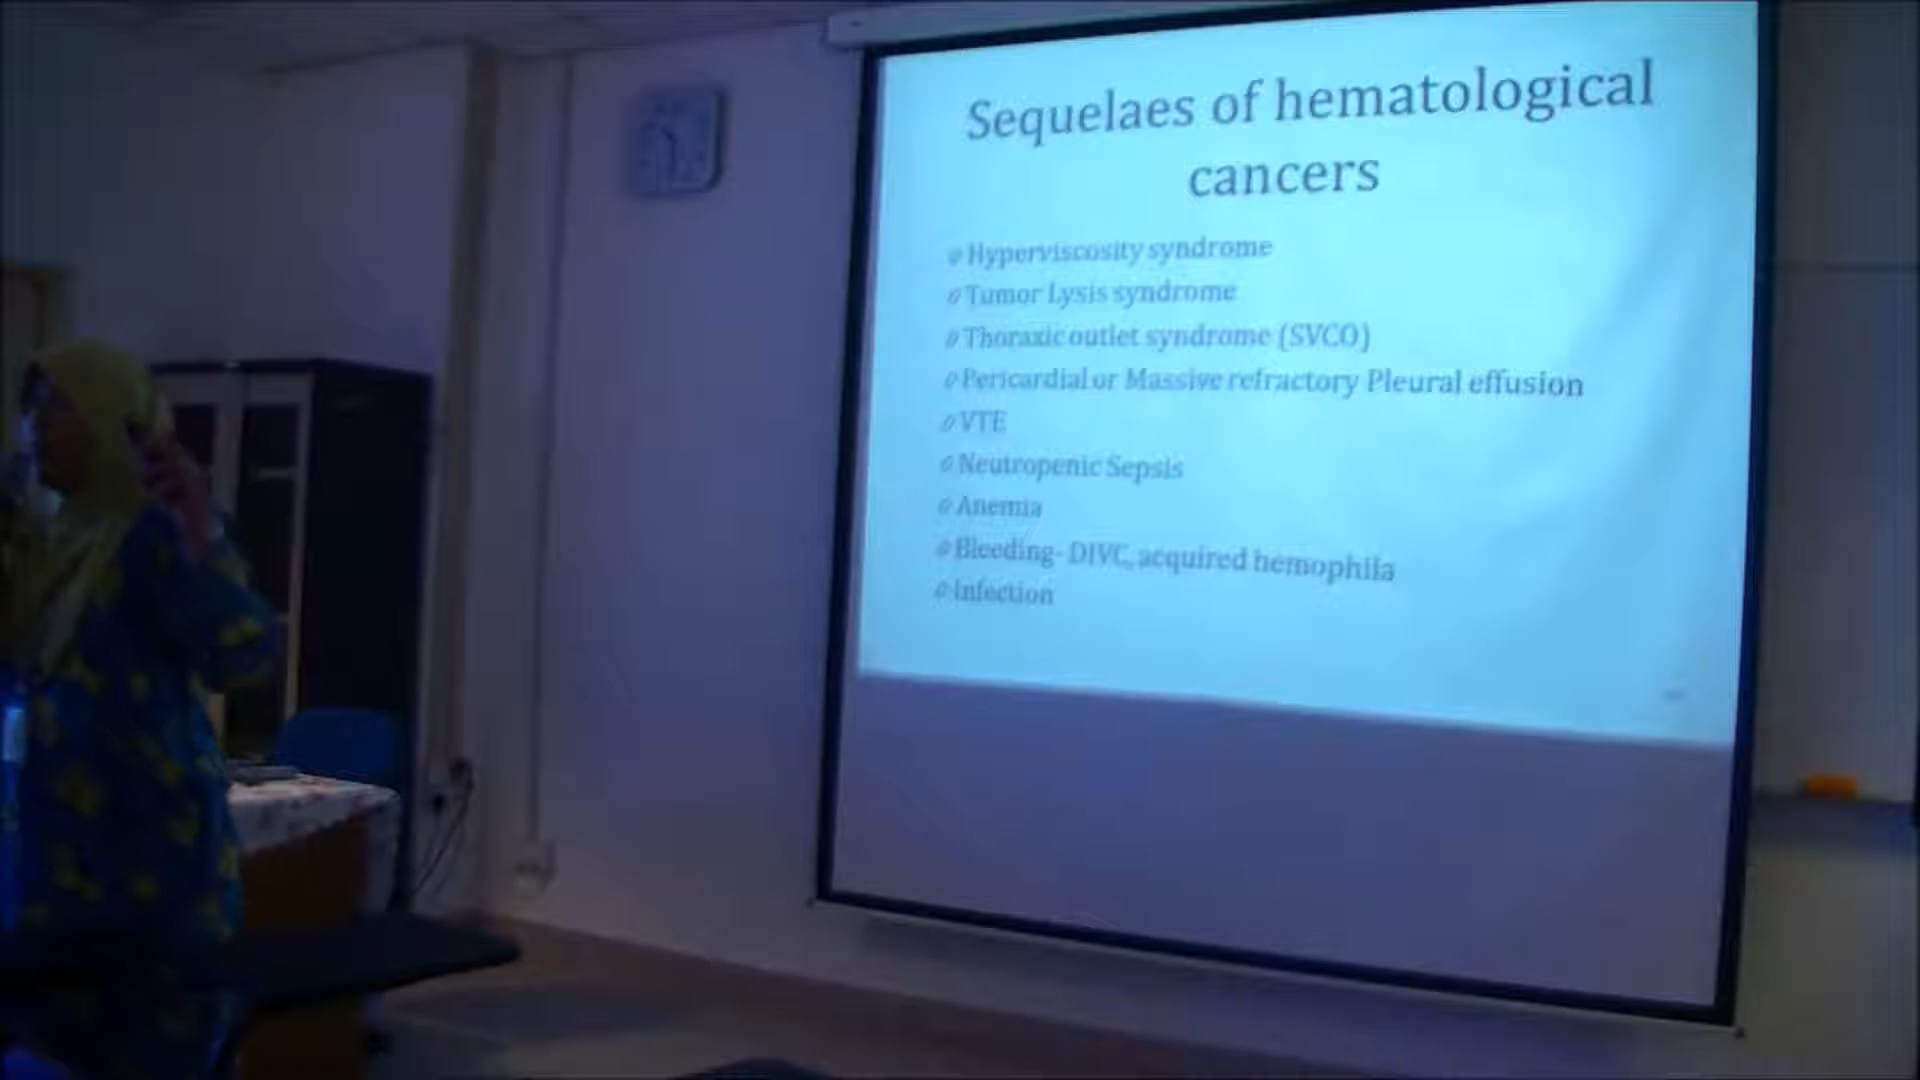 Sequelaes of hematological
cancers
Hyperviscosity syndrome
Tumor Lysis syndrome
Thoraxic outlet syndrome (SVCO)
Pericardial or Massive refractory Pleural effusion
VTE
Neutropenic Sepsis
Anemia
Bleeding- DIVC, acquired hemophila
Infection